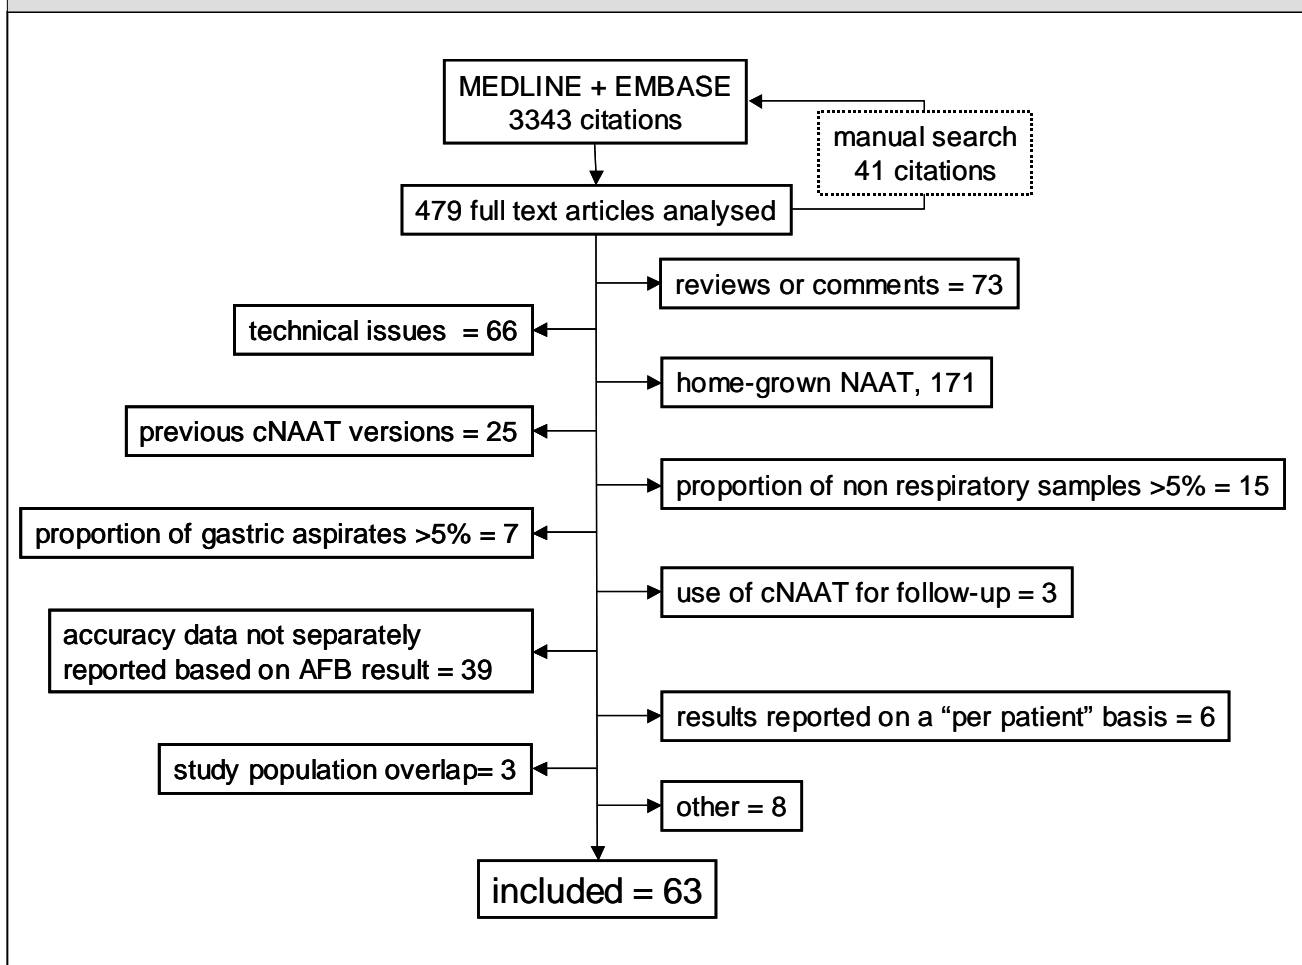 MEDLINE + EMBASE
3343 citations
manual search
41 citations
479 full text articles analysed
reviews or comments = 73
technical issues  = 66
home-grown NAAT, 171
previous cNAAT versions = 25
proportion of non respiratory samples >5% = 15
proportion of gastric aspirates >5% = 7
use of cNAAT for follow-up = 3
accuracy data not separately
reported based on AFB result = 39
results reported on a “per patient” basis = 6
study population overlap= 3
other = 8
included = 63